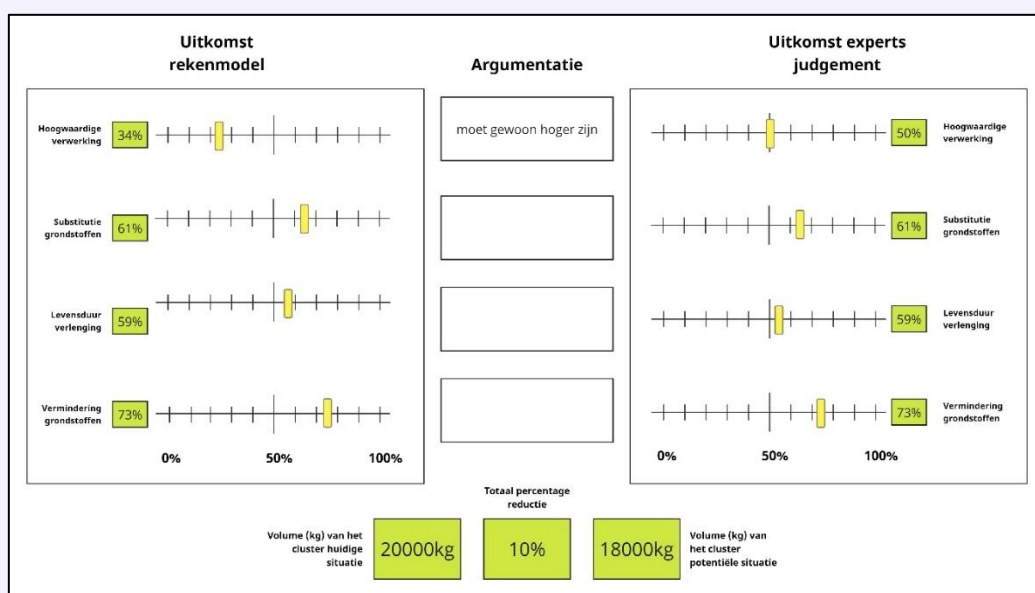 Uitkomst
rekenmodel
Argumentatie
Uitkomst experts
judgement
Hoogwaardige
verwerking
34%
moet gewoon hoger zijn
50%
Hoogwaardige
verwerking
Substitutie
grondstoffen
61%
61%
Substitutie
grondstoffen
Levensduur
verlenging
59%
59%
Levensduur
verlenging
Vermindering
grondstoffen
73%
73%
Vermindering
grondstoffen
0%
50%
100%
0%
50%
100%
Totaal percentage
reductie
Volume (kg) van het
cluster huidige
situatie
20000kg
10%
18000kg
Volume (kg) van
het cluster
potentiële situatie